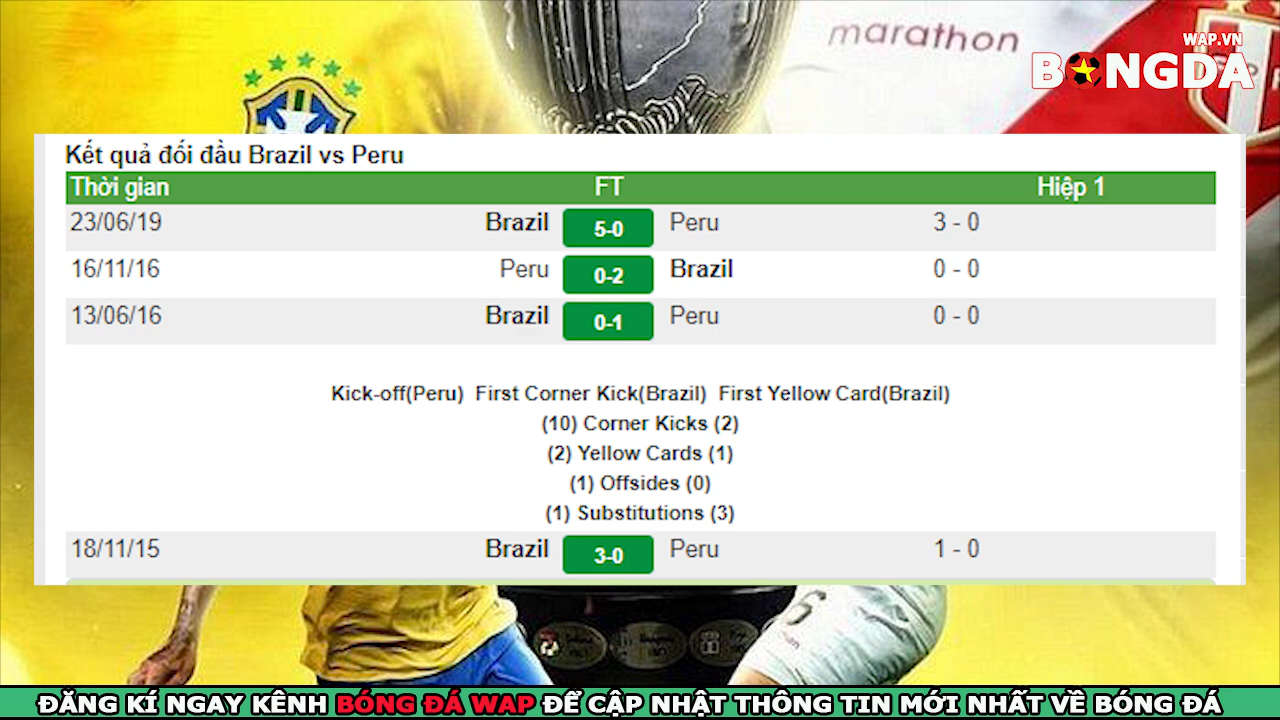 marathon
WAP.VN
BONGDA
Kết quả đối đầu Brazil vs Peru
Thời gian FT Hiệp 1
23/06/19 Brazil 5-0 Peru 3 - 0
16/11/16 Peru 0-2 Brazil 0 - 0
13/06/16 Brazil 0-1 Peru 0 - 0
Kick-off(Peru) First Corner Kick(Brazil) First Yellow Card(Brazil)
(10) Corner Kicks (2)
(2) Yellow Cards (1)
(1) Offsides (0)
(1) Substitutions (3)
18/11/15 Brazil 3-0 Peru 1 - 0
ĐĂNG KÍ NGAY KÊNH BÓNG ĐÁ WAP ĐỂ CẬP NHẬT THÔNG TIN MỚI NHẤT VỀ BÓNG ĐÁ